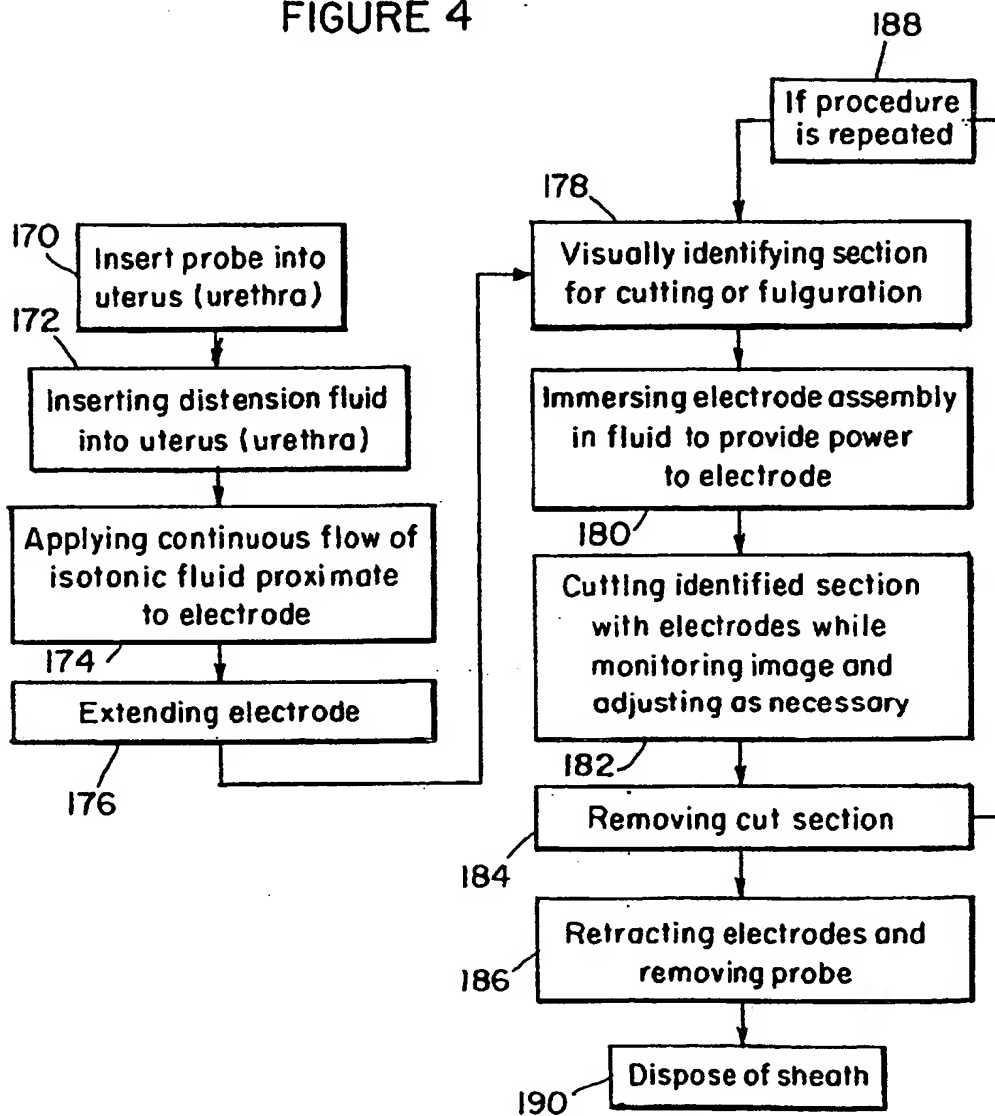 FIGURE 4
188
If procedure
is repeated
170
Insert probe into
uterus (urethra)
172
Inserting distension fluid
into uterus (urethra)
Applying continuous flow of
isotonic fluid proximate
to electrode
174
Extending electrode
176
178
Visually identifying section
for cutting or fulguration
Immersing electrode assembly
in fluid to provide power
to electrode
180
Cutting identified section
with electrodes while
monitoring image and
adjusting as necessary
182
Removing cut section
184
Retracting electrodes and
removing probe
186
Dispose of sheath
190